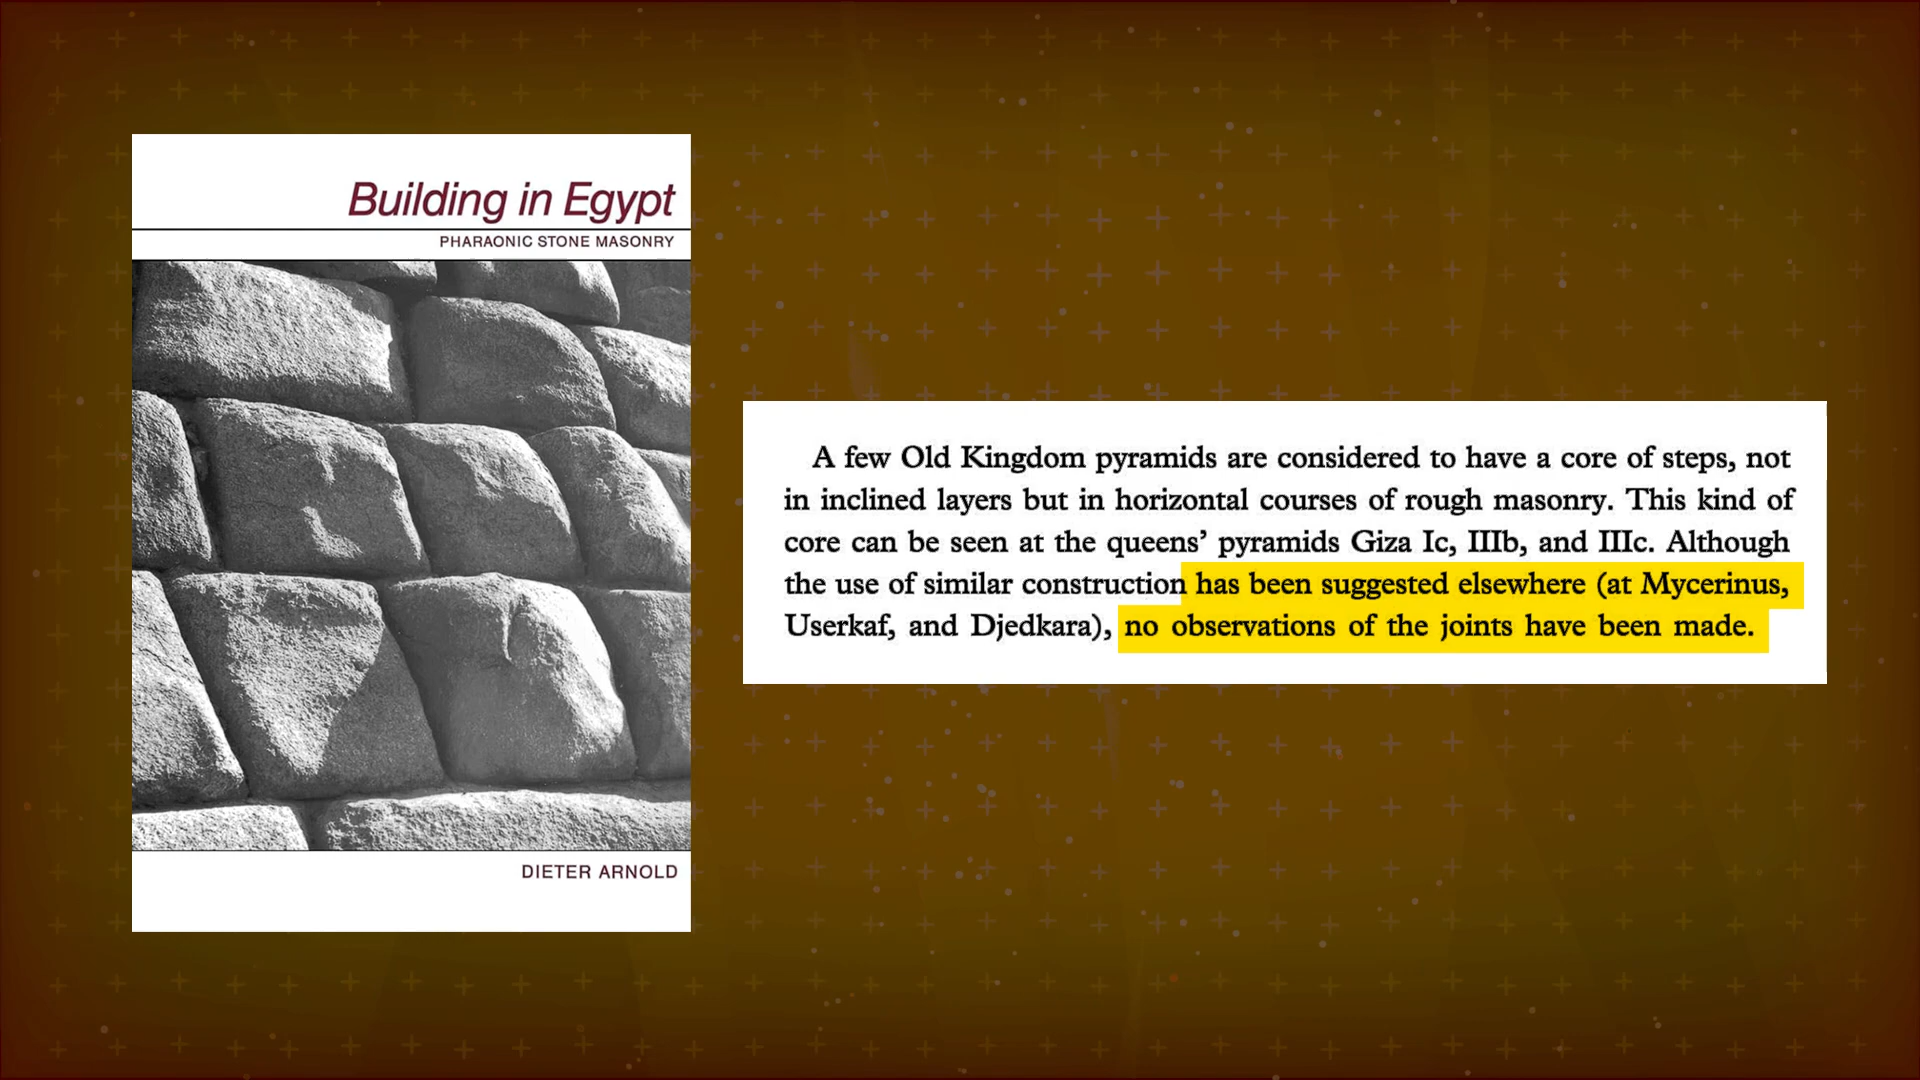 Building in Egypt
PHARAONIC STONE MASONRY
DIETER ARNOLD
A few Old Kingdom pyramids are considered to have a core of steps, not
in inclined layers but in horizontal courses of rough masonry. This kind of
core can be seen at the queens’ pyramids Giza Ic, IIIb, and IIIc. Although
the use of similar construction has been suggested elsewhere (at Mycerinus,
Userkaf, and Djedkara), no observations of the joints have been made.